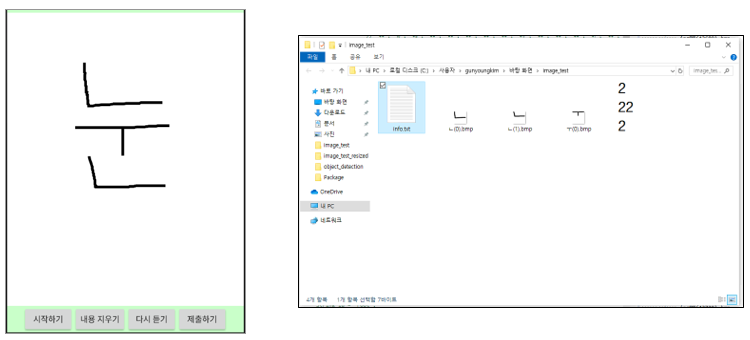 눈
시작하기 내용 지우기 다시 듣기 제출하기
image_test
파일 홈 공유 보기
내 PC > 로컬 디스크 (C:) > 사용자 > gunyoungkim > 바탕 화면 > image_test
바로 가기
바탕 화면
다운로드
문서
사진
image_test
image_test_resized
object_detection
Package
OneDrive
내 PC
네트워크
info.txt
ㄴ(0).bmp
ㄴ(1).bmp
ㅜ(0).bmp
2
22
2
4개 항목 1개 항목 선택함 7바이트